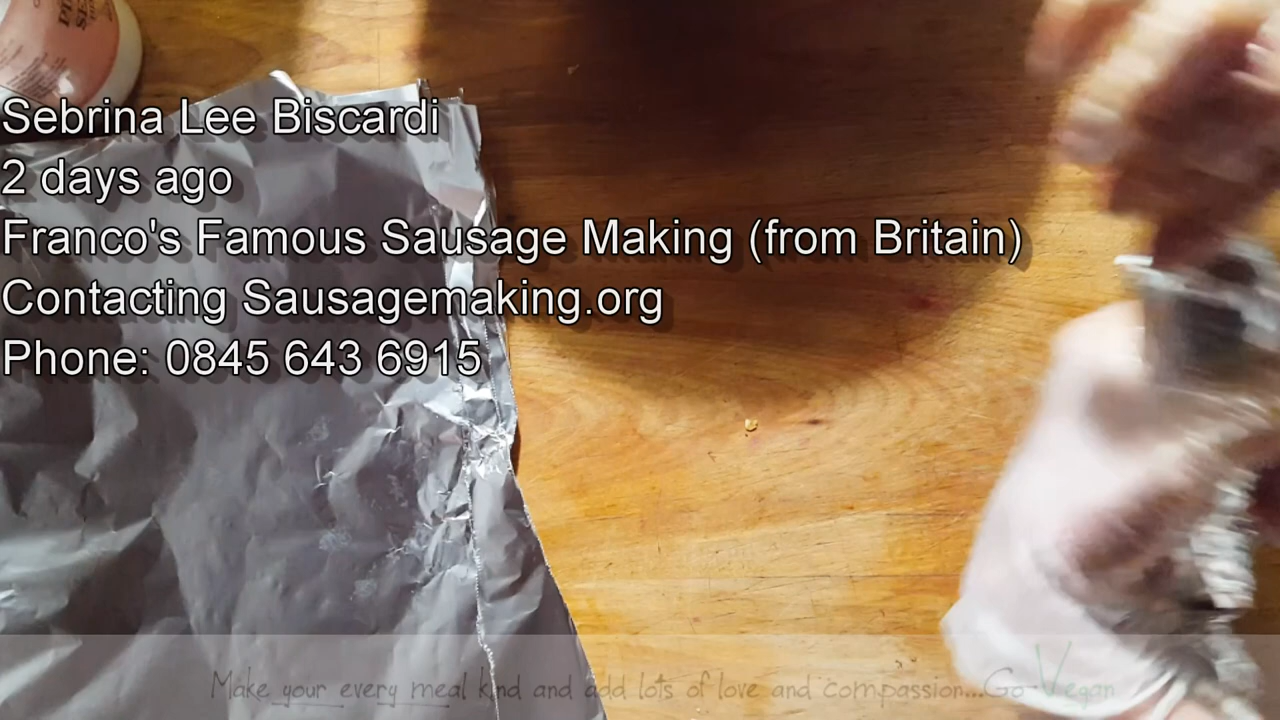 Sebrina Lee Biscardi
2 days ago
Franco's Famous Sausage Making (from Britain)
Contacting Sausagemaking.org
Phone: 0845 643 6915
Make your every meal kind and add lots of love and compassion...Go Vegan